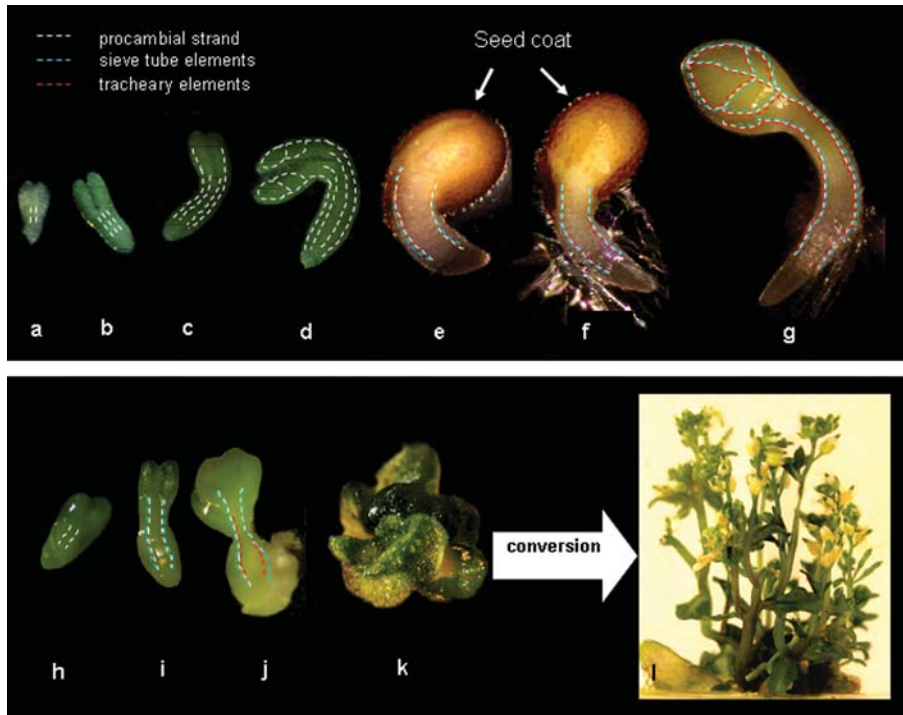 procambial strand
sieve tube elements
tracheary elements
Seed coat
a
b
c
d
e
f
g
h
i
j
k
conversion
l